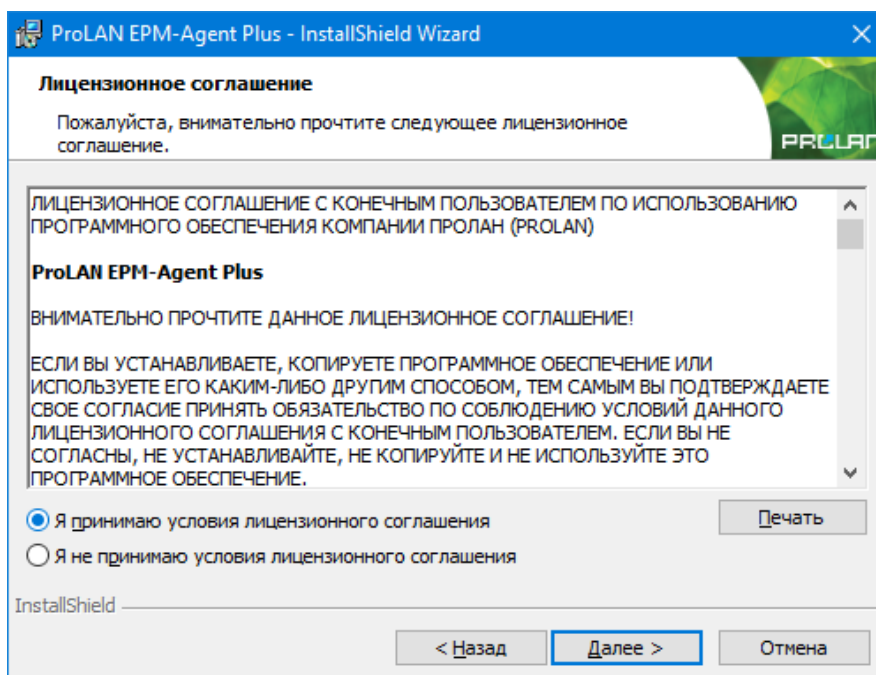 ProLAN EPM-Agent Plus - InstallShield Wizard
Лицензионное соглашение
Пожалуйста, внимательно прочтите следующее лицензионное
соглашение.
PROLAN
ЛИЦЕНЗИОННОЕ СОГЛАШЕНИЕ С КОНЕЧНЫМ ПОЛЬЗОВАТЕЛЕМ ПО ИСПОЛЬЗОВАНИЮ
ПРОГРАММНОГО ОБЕСПЕЧЕНИЯ КОМПАНИИ ПРОЛАН (PROLAN)
ProLAN EPM-Agent Plus
ВНИМАТЕЛЬНО ПРОЧТИТЕ ДАННОЕ ЛИЦЕНЗИОННОЕ СОГЛАШЕНИЕ!
ЕСЛИ ВЫ УСТАНАВЛИВАЕТЕ, КОПИРУЕТЕ ПРОГРАММНОЕ ОБЕСПЕЧЕНИЕ ИЛИ
ИСПОЛЬЗУЕТЕ ЕГО КАКИМ-ЛИБО ДРУГИМ СПОСОБОМ, ТЕМ САМЫМ ВЫ ПОДТВЕРЖДАЕТЕ
СВОЕ СОГЛАСИЕ ПРИНЯТЬ ОБЯЗАТЕЛЬСТВО ПО СОБЛЮДЕНИЮ УСЛОВИЙ ДАННОГО
ЛИЦЕНЗИОННОГО СОГЛАШЕНИЯ С КОНЕЧНЫМ ПОЛЬЗОВАТЕЛЕМ. ЕСЛИ ВЫ НЕ
СОГЛАСНЫ, НЕ УСТАНАВЛИВАЙТЕ, НЕ КОПИРУЙТЕ И НЕ ИСПОЛЬЗУЙТЕ ЭТО
ПРОГРАММНОЕ ОБЕСПЕЧЕНИЕ.
Я принимаю условия лицензионного соглашения
Печать
Я не принимаю условия лицензионного соглашения
InstallShield
< Назад
Далее >
Отмена